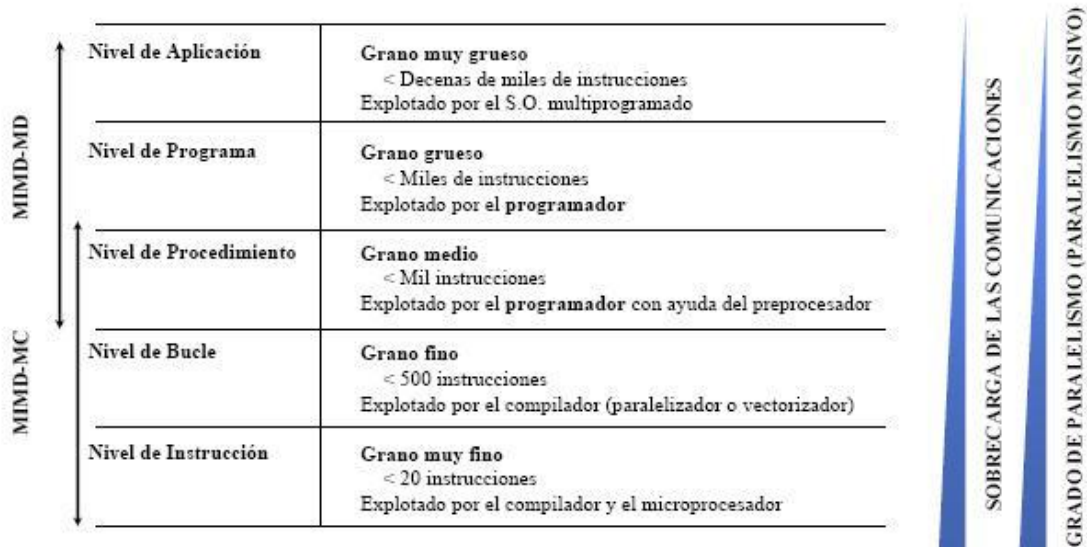 Nivel de Aplicación
Grano muy grueso
< Decenas de miles de instrucciones
Explotado por el S.O. multiprogramado
Nivel de Programa
Grano grueso
< Miles de instrucciones
Explotado por el programador
Nivel de Procedimiento
Grano medio
< Mil instrucciones
Explotado por el programador con ayuda del preprocesador
Nivel de Bucle
Grano fino
< 500 instrucciones
Explotado por el compilador (paralelizador o vectorizador)
Nivel de Instrucción
Grano muy fino
< 20 instrucciones
Explotado por el compilador y el microprocesador
MIMD-MD
MIMD-MC
SOBRECARGA DE LAS COMUNICACIONES
GRADO DE PARALELISMO (PARALELISMO MASIVO)